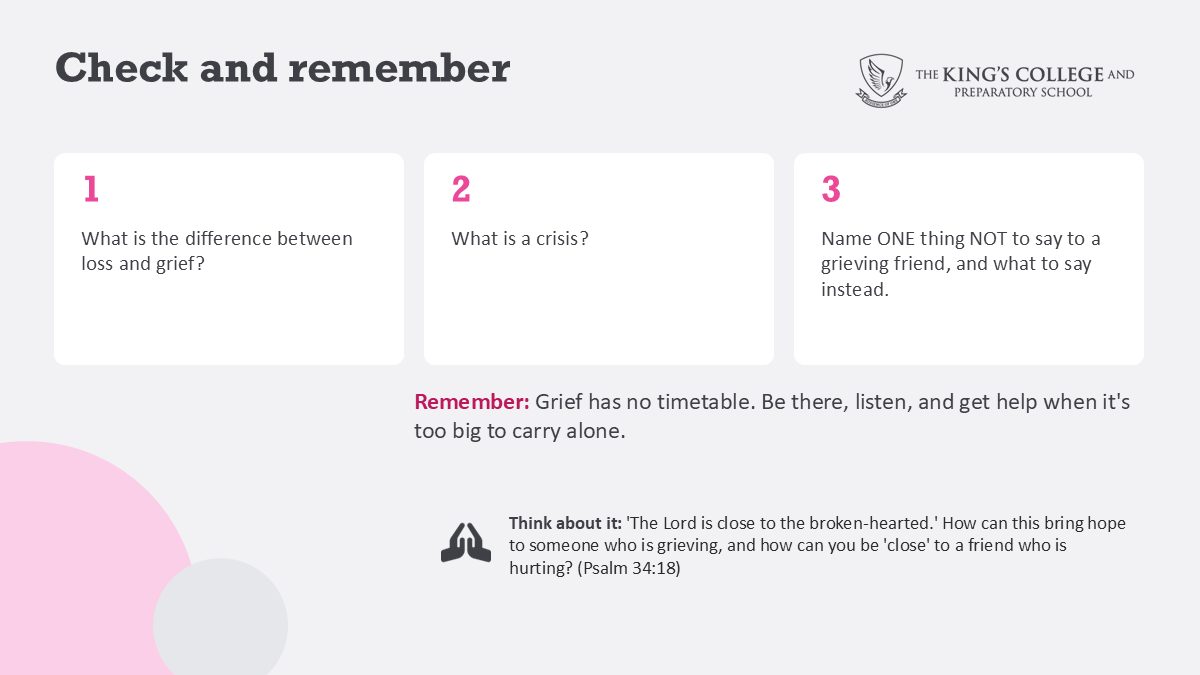 Check and remember
THE KING'S COLLEGE AND
PREPARATORY SCHOOL
1
What is the difference between
loss and grief?
2
What is a crisis?
3
Name ONE thing NOT to say to a
grieving friend, and what to say
instead.
Remember: Grief has no timetable. Be there, listen, and get help when it's
too big to carry alone.
Think about it: 'The Lord is close to the broken-hearted.' How can this bring hope
to someone who is grieving, and how can you be 'close' to a friend who is
hurting? (Psalm 34:18)